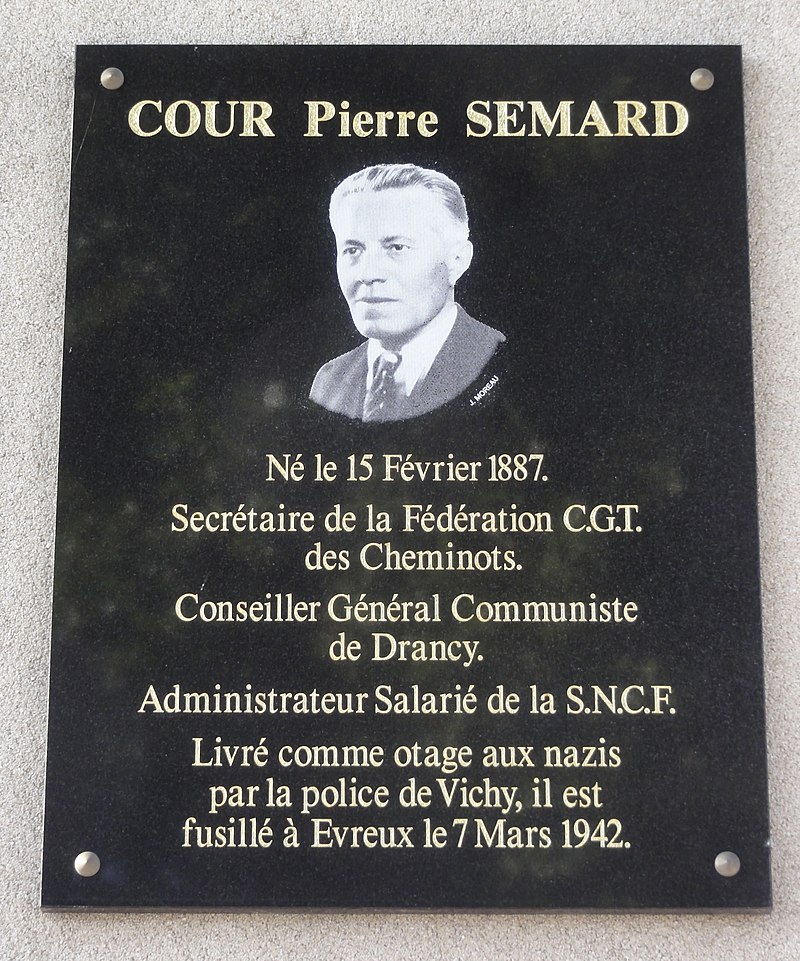 COUR Pierre SEMARD
J. MOREAU
Né le 15 Février 1887.
Secrétaire de la Fédération C.G.T.
des Cheminots.
Conseiller Général Communiste
de Drancy.
Administrateur Salarié de la S.N.C.F.
Livré comme otage aux nazis
par la police de Vichy, il est
fusillé à Evreux le 7 Mars 1942.